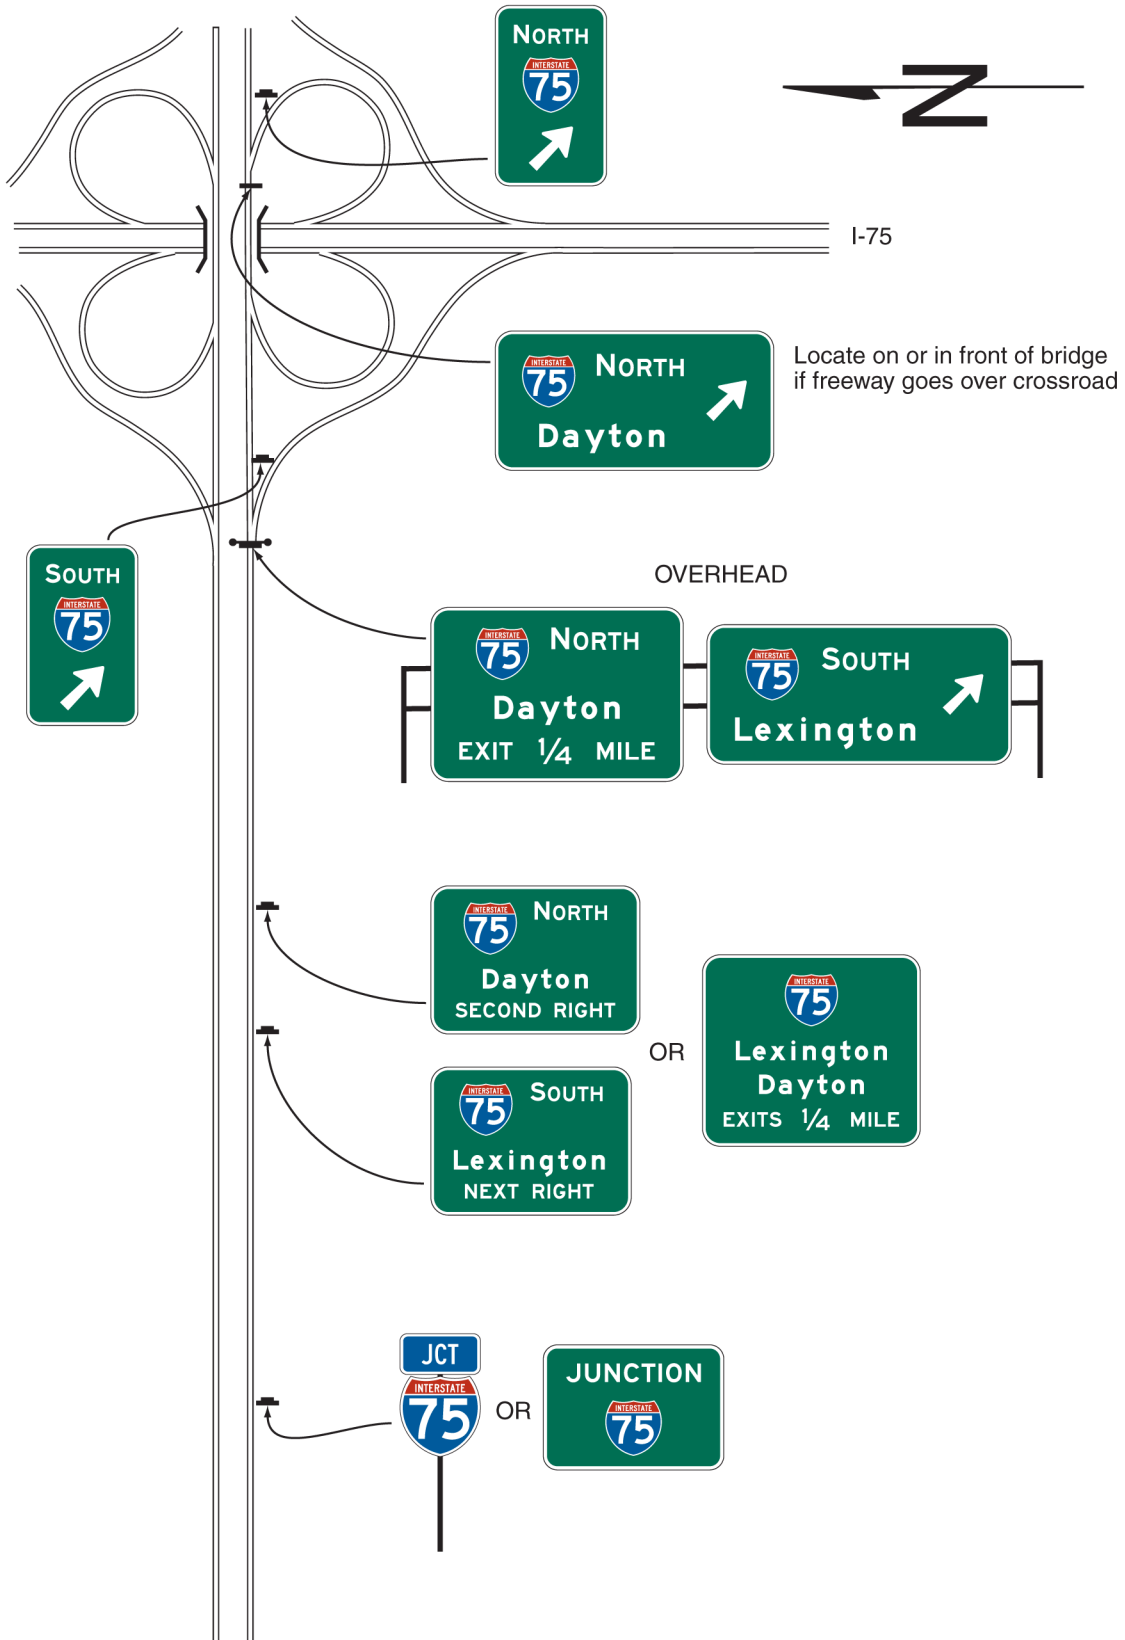 NORTH
INTERSTATE
75
N
I-75
INTERSTATE
75
NORTH
Dayton
Locate on or in front of bridge
if freeway goes over crossroad
SOUTH
INTERSTATE
75
OVERHEAD
INTERSTATE
75
NORTH
Dayton
EXIT 1/4 MILE
INTERSTATE
75
SOUTH
Lexington
INTERSTATE
75
NORTH
Dayton
SECOND RIGHT
OR
INTERSTATE
75
Lexington
Dayton
EXITS 1/4 MILE
INTERSTATE
75
SOUTH
Lexington
NEXT RIGHT
JCT
INTERSTATE
75
OR
JUNCTION
INTERSTATE
75